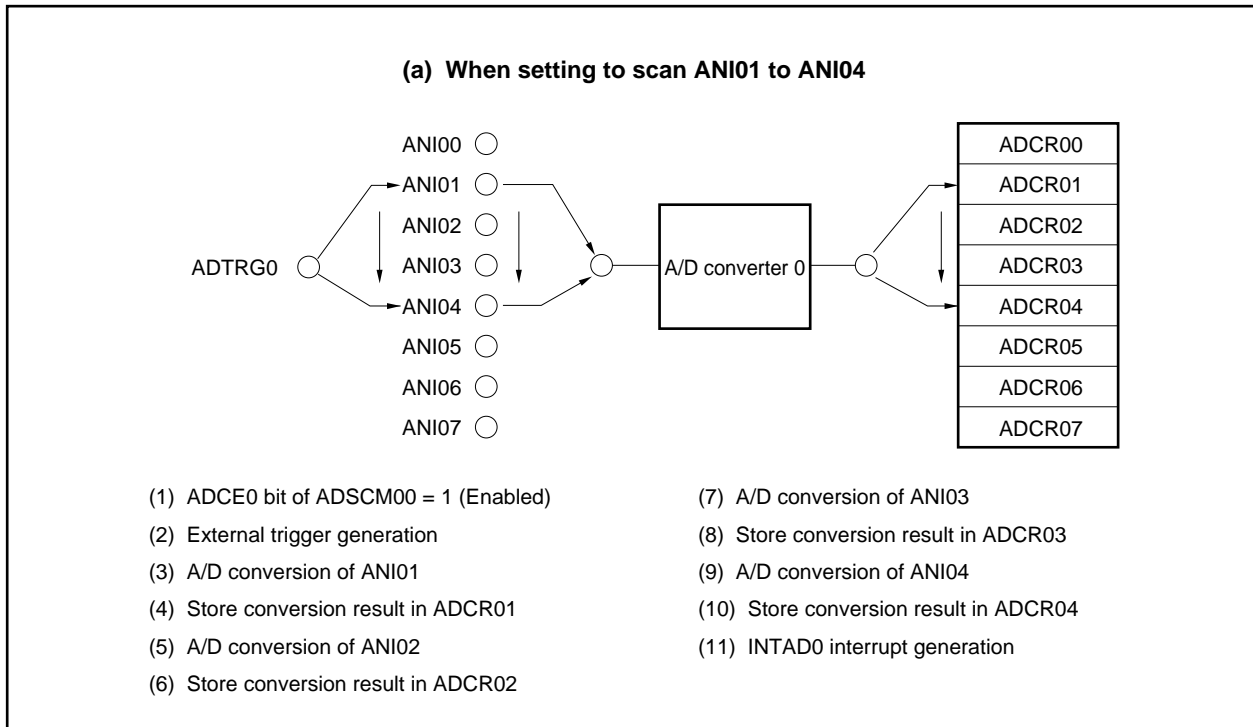 (a) When setting to scan ANI01 to ANI04
ANI00
ANI01
ANI02
ANI03
ANI04
ANI05
ANI06
ANI07
ADTRG0
A/D converter 0
ADCR00
ADCR01
ADCR02
ADCR03
ADCR04
ADCR05
ADCR06
ADCR07
(1) ADCE0 bit of ADSCM00 = 1 (Enabled)
(2) External trigger generation
(3) A/D conversion of ANI01
(4) Store conversion result in ADCR01
(5) A/D conversion of ANI02
(6) Store conversion result in ADCR02
(7) A/D conversion of ANI03
(8) Store conversion result in ADCR03
(9) A/D conversion of ANI04
(10) Store conversion result in ADCR04
(11) INTAD0 interrupt generation